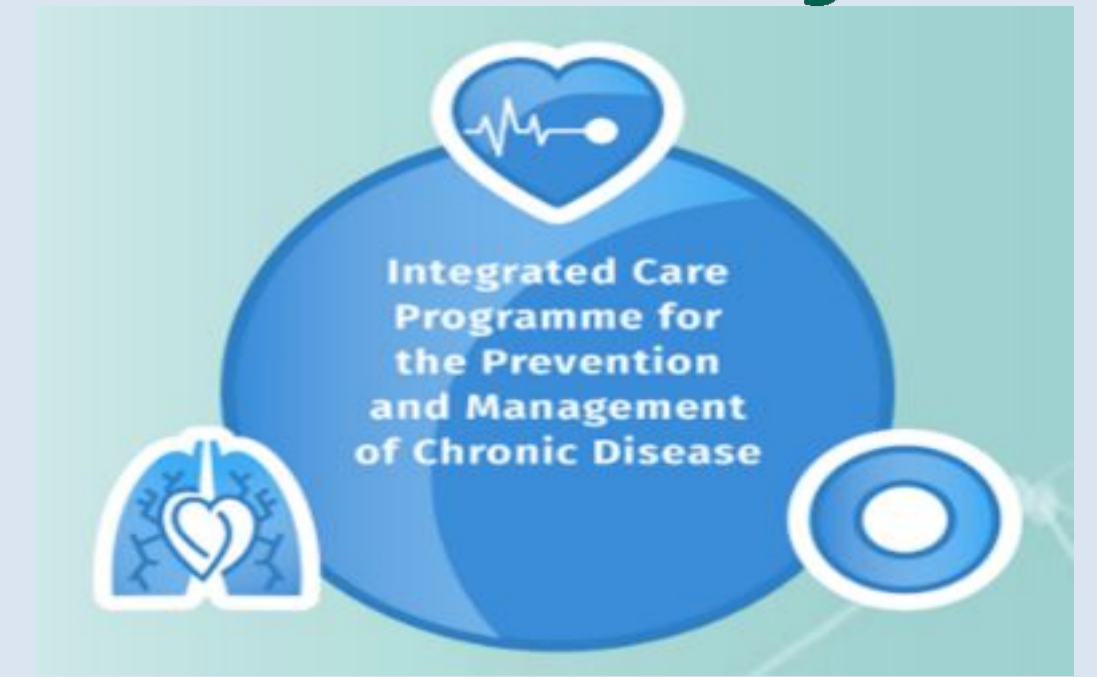 Integrated Care
Programme for
the Prevention
and Management
of Chronic Disease